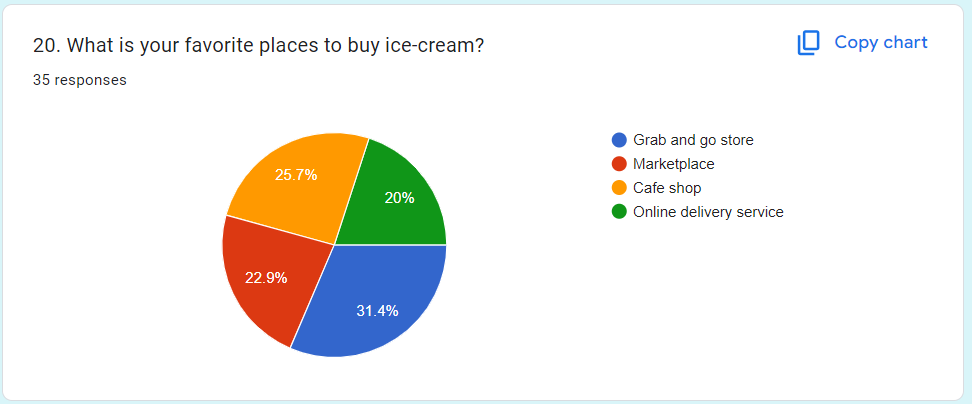 20. What is your favorite places to buy ice-cream?
Copy chart
35 responses
Grab and go store
Marketplace
Cafe shop
Online delivery service
25.7%
20%
22.9%
31.4%